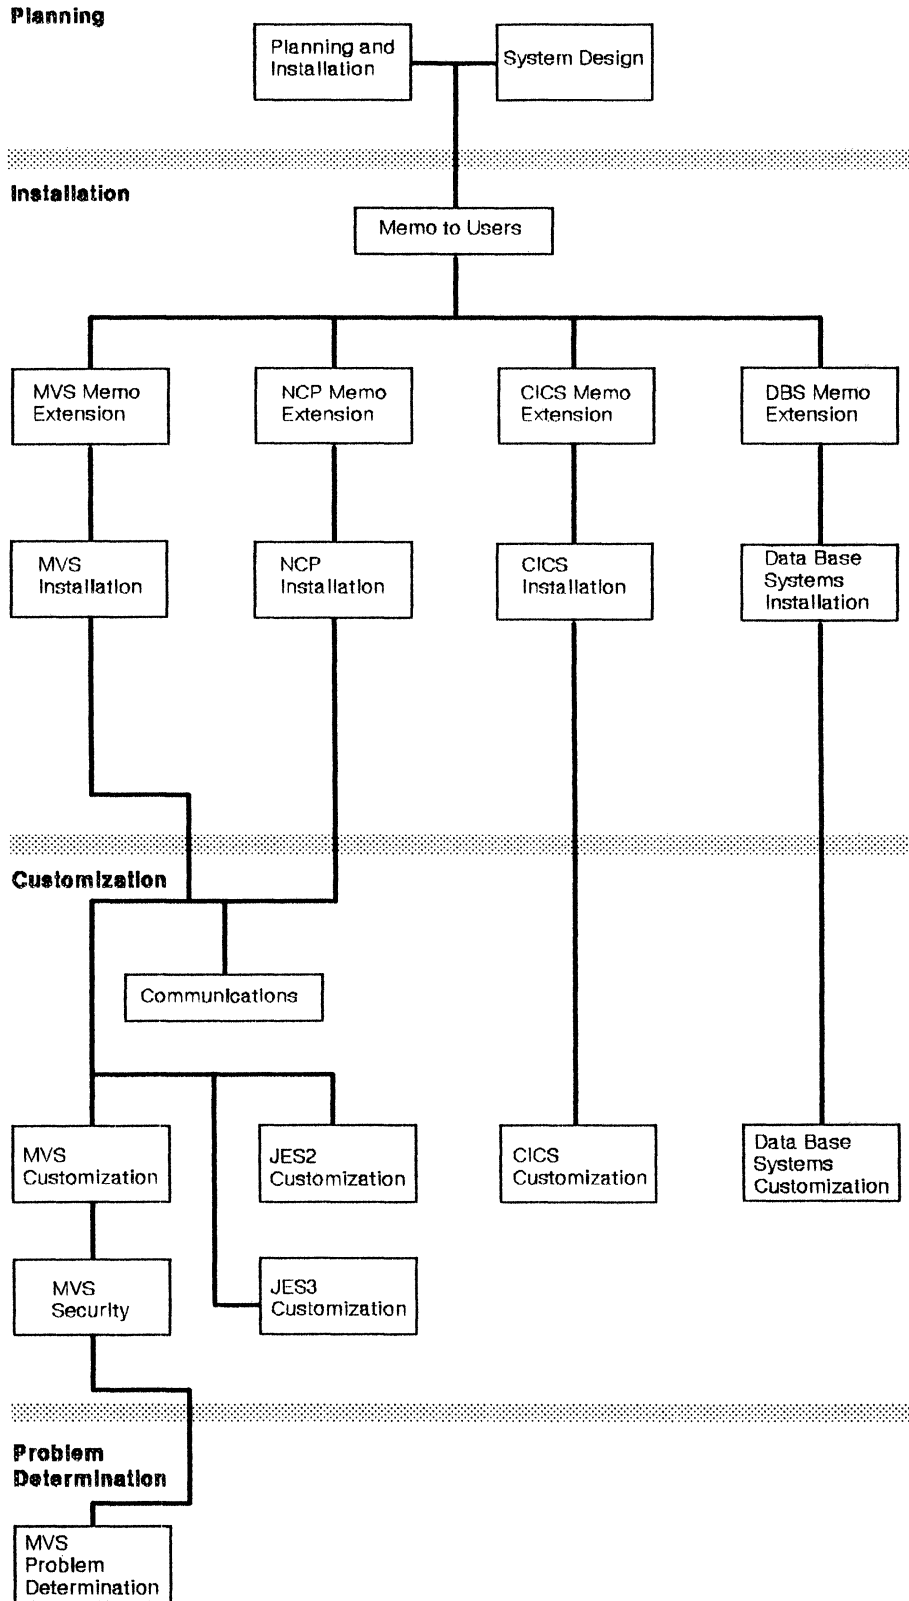 Planning
Planning and
Installation
System Design
Installation
Memo to Users
MVS Memo
Extension
NCP Memo
Extension
CICS Memo
Extension
DBS Memo
Extension
MVS
Installation
NCP
Installation
CICS
Installation
Data Base
Systems
Installation
Customization
Communications
MVS
Customization
JES2
Customization
CICS
Customization
Data Base
Systems
Customization
MVS
Security
JES3
Customization
Problem
Determination
MVS
Problem
Determination